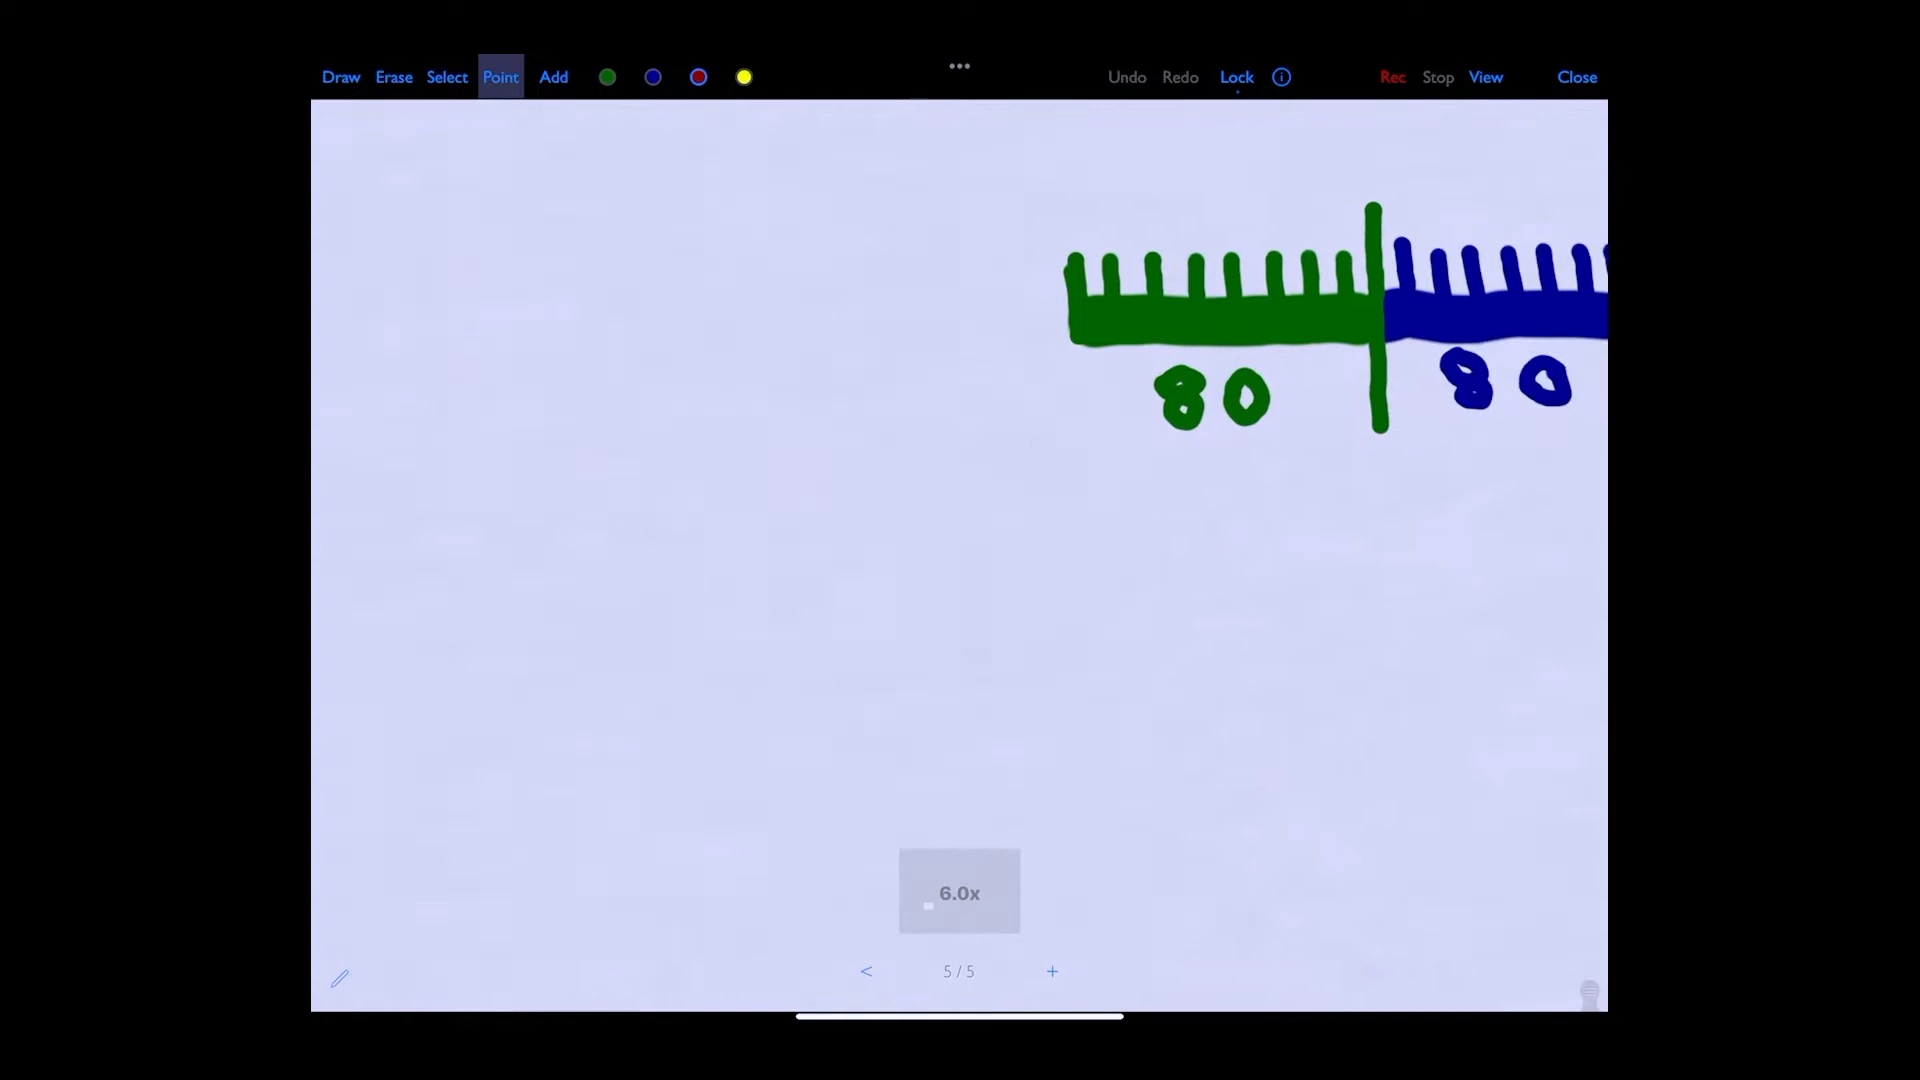 Draw Erase Select Point Add Undo Redo Lock Rec Stop View Close
80 80
6.0x
< 5 / 5 +